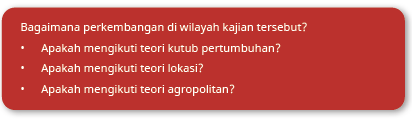 Bagaimana perkembangan di wilayah kajian tersebut?
• Apakah mengikuti teori kutub pertumbuhan?
• Apakah mengikuti teori lokasi?
• Apakah mengikuti teori agropolitan?